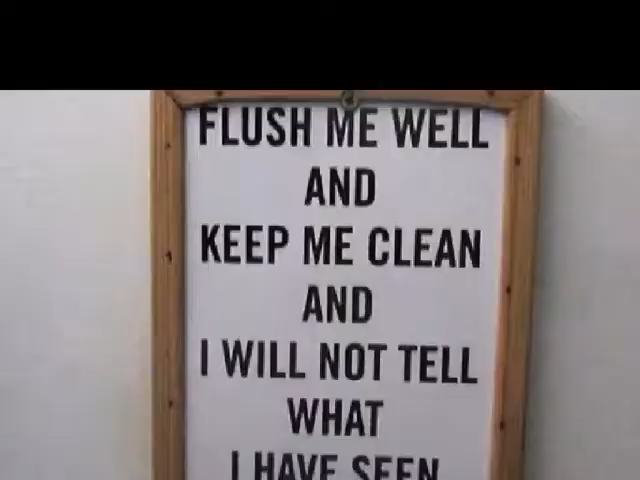 FLUSH ME WELL
AND
KEEP ME CLEAN
AND
I WILL NOT TELL
WHAT
I HAVE SEEN